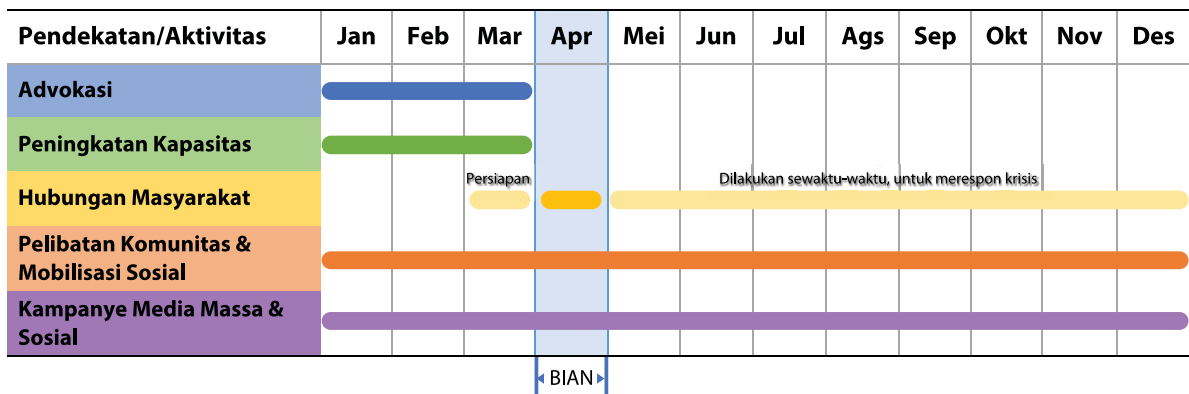 Pendekatan/Aktivitas Jan Feb Mar Apr Mei Jun Jul Ags Sep Okt Nov Des
Advokasi
Peningkatan Kapasitas
Persiapan Dilakukan sewaktu-waktu, untuk merespon krisis
Hubungan Masyarakat
Pelibatan Komunitas &
Mobilisasi Sosial
Kampanye Media Massa &
Sosial
BIAN